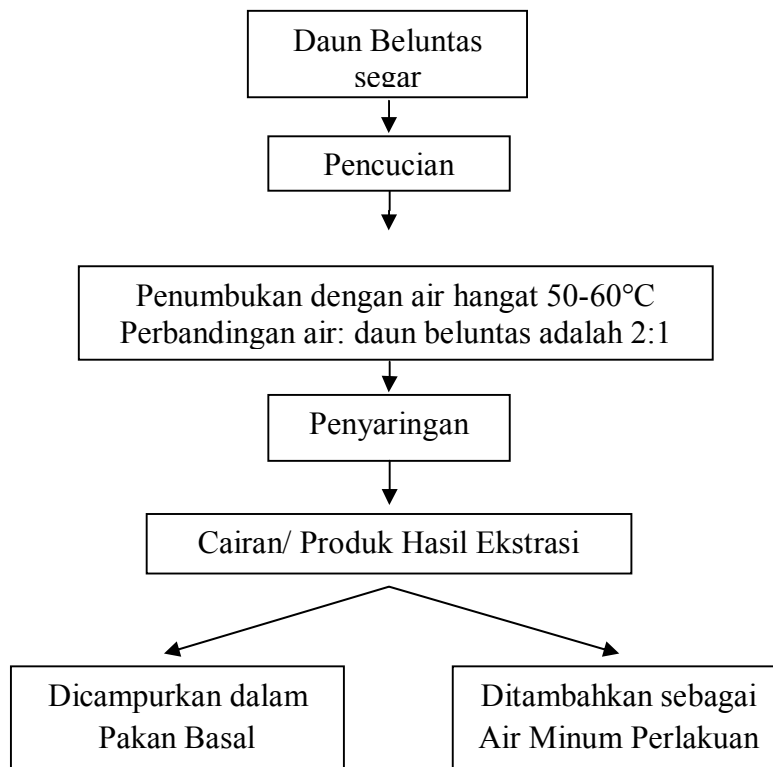 Daun Beluntas
segar
Pencucian
Penumbukan dengan air hangat 50-60°C
Perbandingan air: daun beluntas adalah 2:1
Penyaringan
Cairan/ Produk Hasil Ekstrasi
Dicampurkan dalam
Pakan Basal
Ditambahkan sebagai
Air Minum Perlakuan